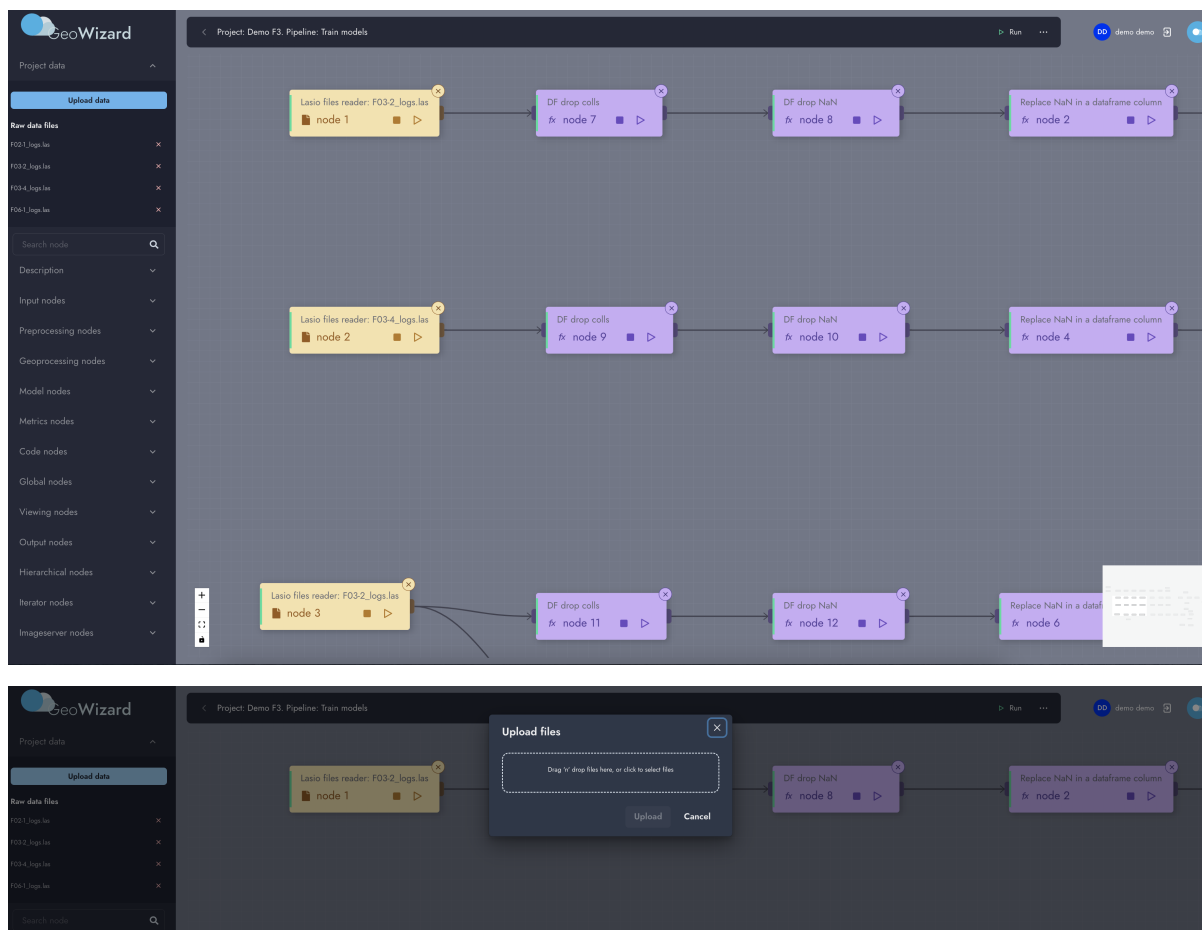 GeoWizard
Project: Demo F3. Pipeline: Train models
Run
DD demo demo
Project data
Upload data
Raw data files
F02-1_logs.las
F03-2_logs.las
F03-4_logs.las
F06-1_logs.las
Search node
Description
Input nodes
Preprocessing nodes
Geoprocessing nodes
Model nodes
Metrics nodes
Code nodes
Global nodes
Viewing nodes
Output nodes
Hierarchical nodes
Iterator nodes
Imageserver nodes
Lasio files reader: F03-2_logs.las
node 1
DF drop colls
fx node 7
DF drop NaN
fx node 8
Replace NaN in a dataframe column
fx node 2
Lasio files reader: F03-4_logs.las
node 2
DF drop colls
fx node 9
DF drop NaN
fx node 10
Replace NaN in a dataframe column
fx node 4
Lasio files reader: F03-2_logs.las
node 3
DF drop colls
fx node 11
DF drop NaN
fx node 12
Replace NaN in a dataf
fx node 6
GeoWizard
Project: Demo F3. Pipeline: Train models
Run
DD demo demo
Project data
Upload data
Raw data files
F02-1_logs.las
F03-2_logs.las
F03-4_logs.las
F06-1_logs.las
Search node
Lasio files reader: F03-2_logs.las
node 1
Upload files
Drag 'n' drop files here, or click to select files
Upload
Cancel
DF drop NaN
fx node 8
Replace NaN in a dataframe column
fx node 2